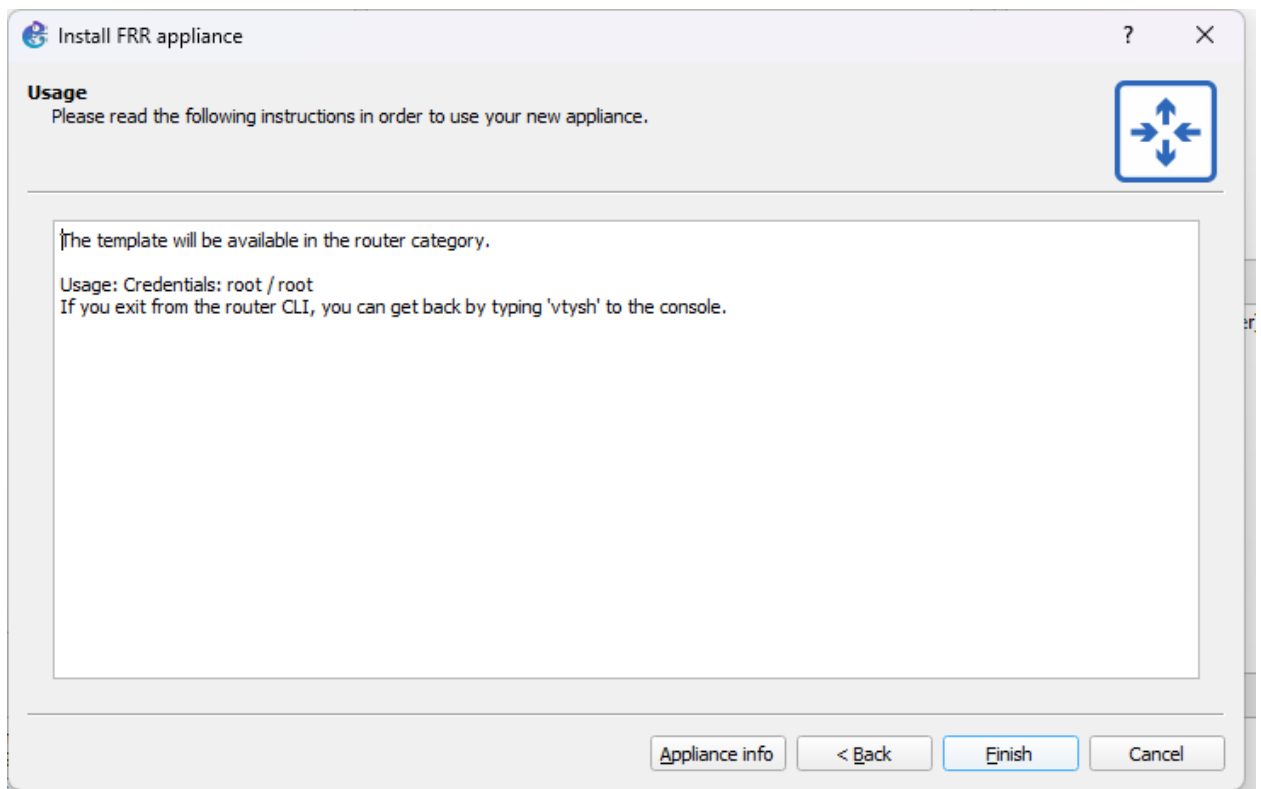 Install FRR appliance
?
Usage
Please read the following instructions in order to use your new appliance.
The template will be available in the router category.
Usage: Credentials: root / root
If you exit from the router CLI, you can get back by typing 'vtysh' to the console.
Appliance info
< Back
Finish
Cancel